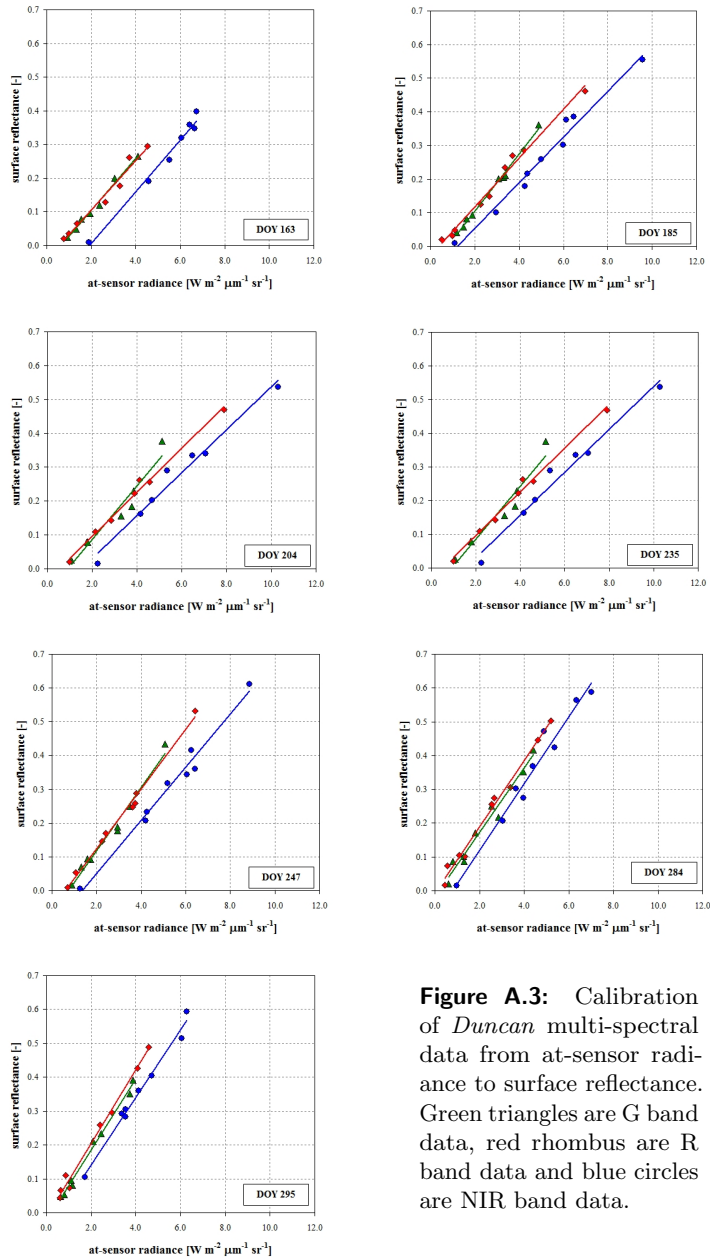 0.7
0.6
0.5
0.4
0.3
0.2
0.1
0.0
surface reflectance [-]
0.0 2.0 4.0 6.0 8.0 10.0 12.0
at-sensor radiance [W m-2 µm-1 sr-1]
DOY 163
0.7
0.6
0.5
0.4
0.3
0.2
0.1
0.0
surface reflectance [-]
0.0 2.0 4.0 6.0 8.0 10.0 12.0
at-sensor radiance [W m-2 µm-1 sr-1]
DOY 185
0.7
0.6
0.5
0.4
0.3
0.2
0.1
0.0
surface reflectance [-]
0.0 2.0 4.0 6.0 8.0 10.0 12.0
at-sensor radiance [W m-2 µm-1 sr-1]
DOY 204
0.7
0.6
0.5
0.4
0.3
0.2
0.1
0.0
surface reflectance [-]
0.0 2.0 4.0 6.0 8.0 10.0 12.0
at-sensor radiance [W m-2 µm-1 sr-1]
DOY 235
0.7
0.6
0.5
0.4
0.3
0.2
0.1
0.0
surface reflectance [-]
0.0 2.0 4.0 6.0 8.0 10.0 12.0
at-sensor radiance [W m-2 µm-1 sr-1]
DOY 247
0.7
0.6
0.5
0.4
0.3
0.2
0.1
0.0
surface reflectance [-]
0.0 2.0 4.0 6.0 8.0 10.0 12.0
at-sensor radiance [W m-2 µm-1 sr-1]
DOY 284
0.7
0.6
0.5
0.4
0.3
0.2
0.1
0.0
surface reflectance [-]
0.0 2.0 4.0 6.0 8.0 10.0 12.0
at-sensor radiance [W m-2 µm-1 sr-1]
DOY 295
Figure A.3: Calibration
of Duncan multi-spectral
data from at-sensor radi-
ance to surface reflectance.
Green triangles are G band
data, red rhombus are R
band data and blue circles
are NIR band data.